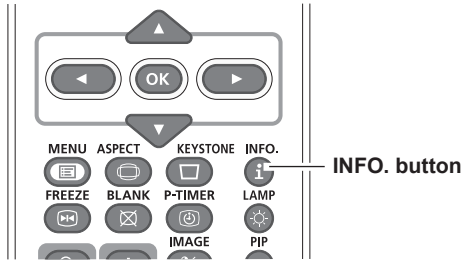 OK
MENU ASPECT KEYSTONE INFO.
i
INFO. button
FREEZE BLANK P-TIMER LAMP
IMAGE PIP